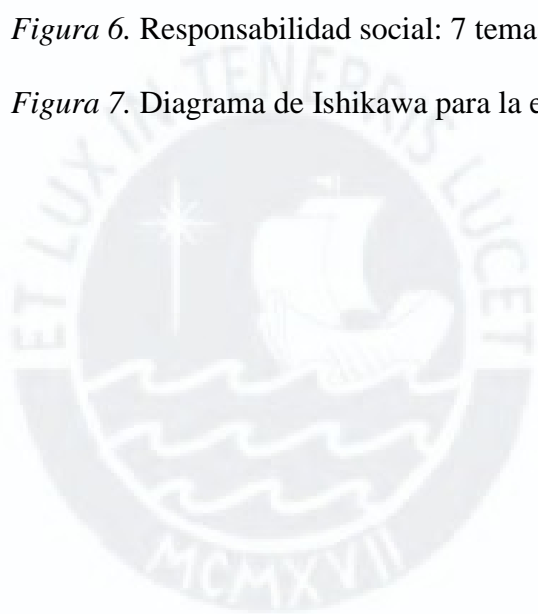 Figura 6. Responsabilidad social: 7 tema
Figura 7. Diagrama de Ishikawa para la e
ET LUX IN TENEBRIS LUCET
MCMXVII